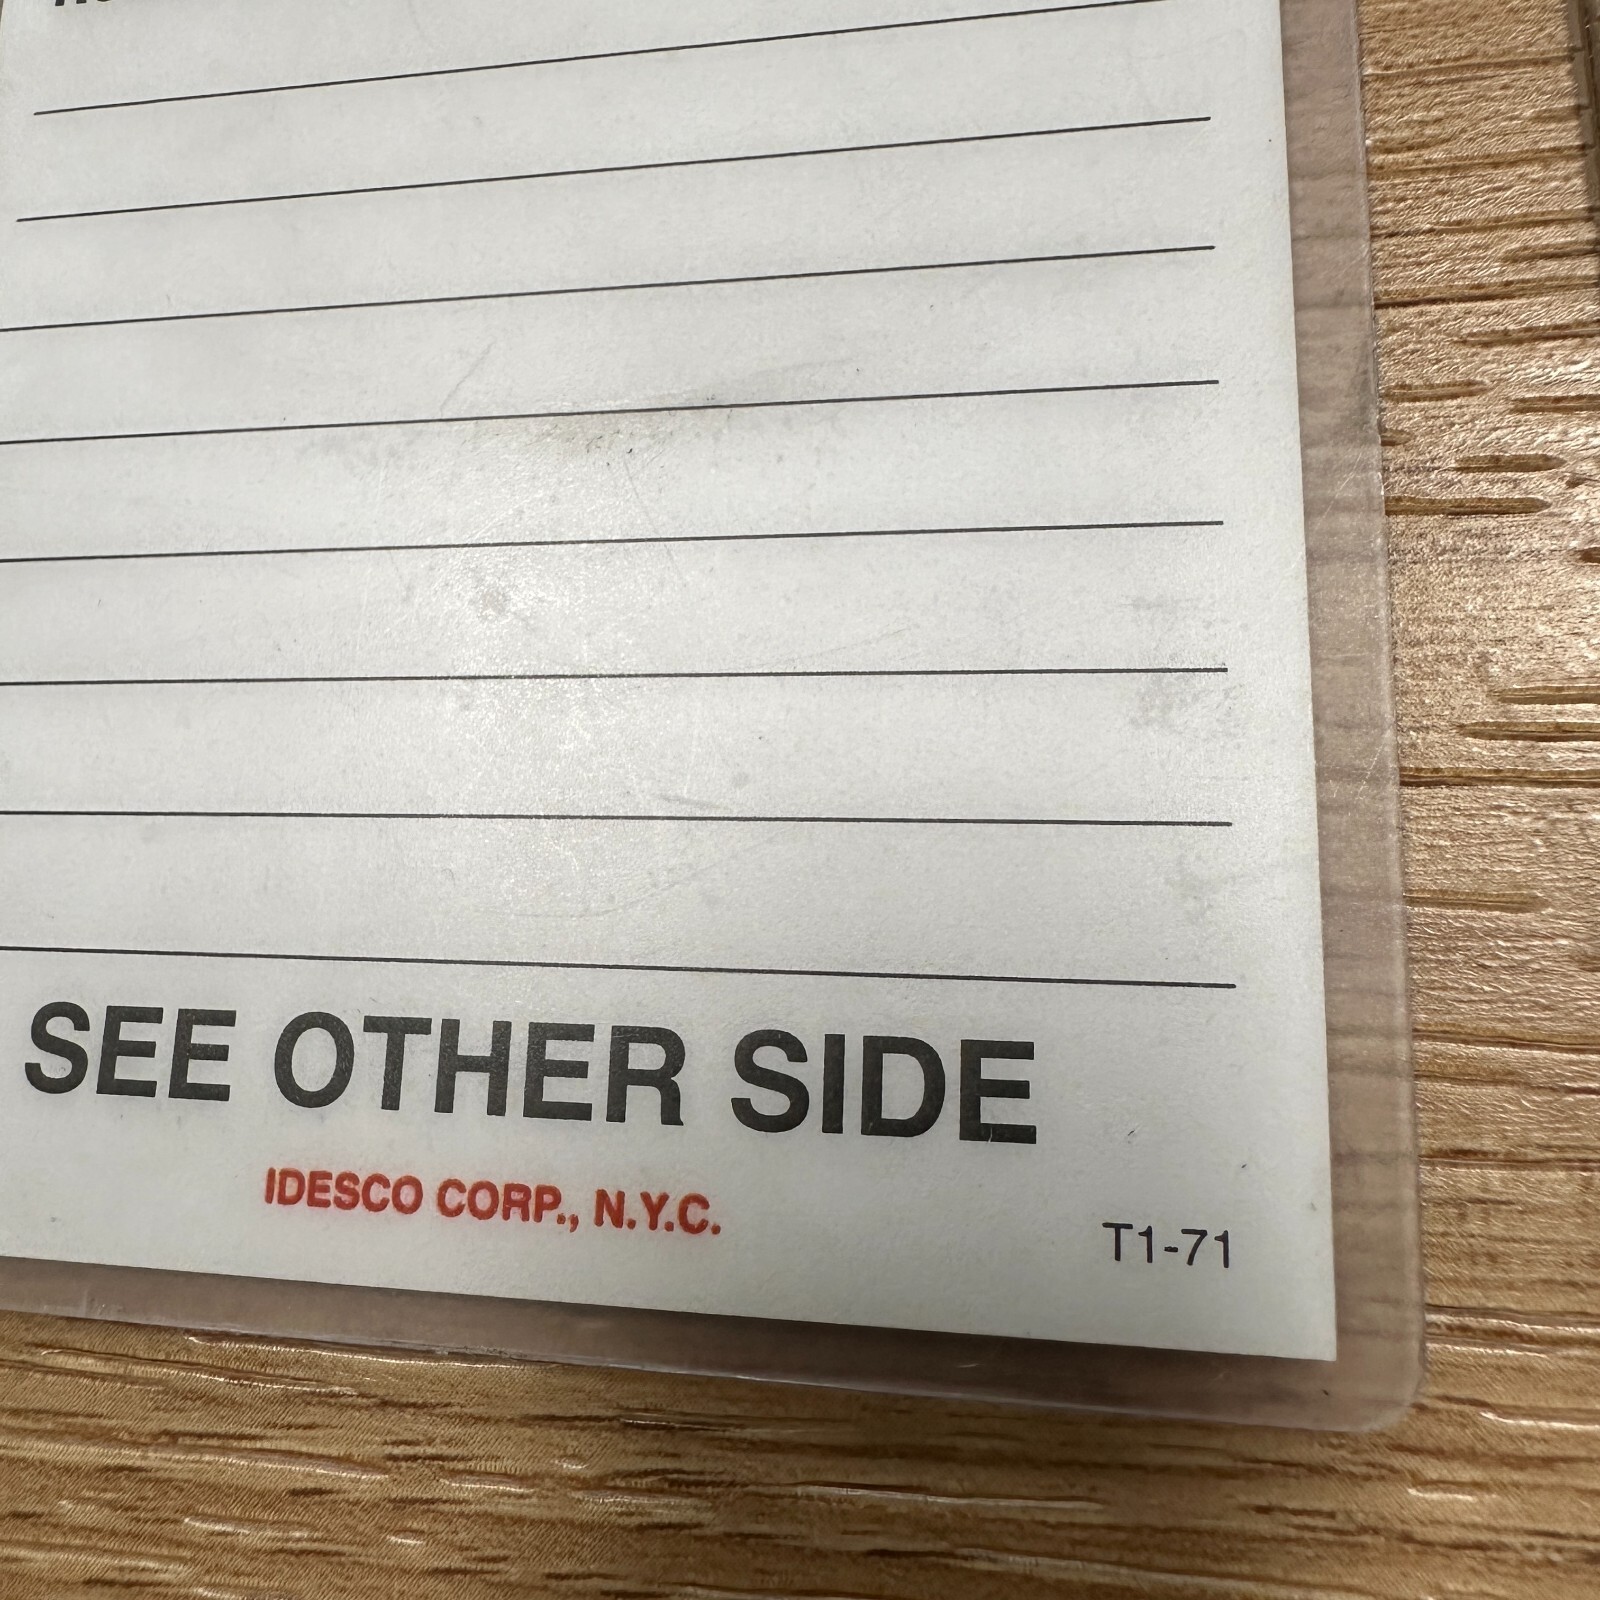 SEE OTHER SIDE
IDESCO CORP., N.Y.C.
T1-71